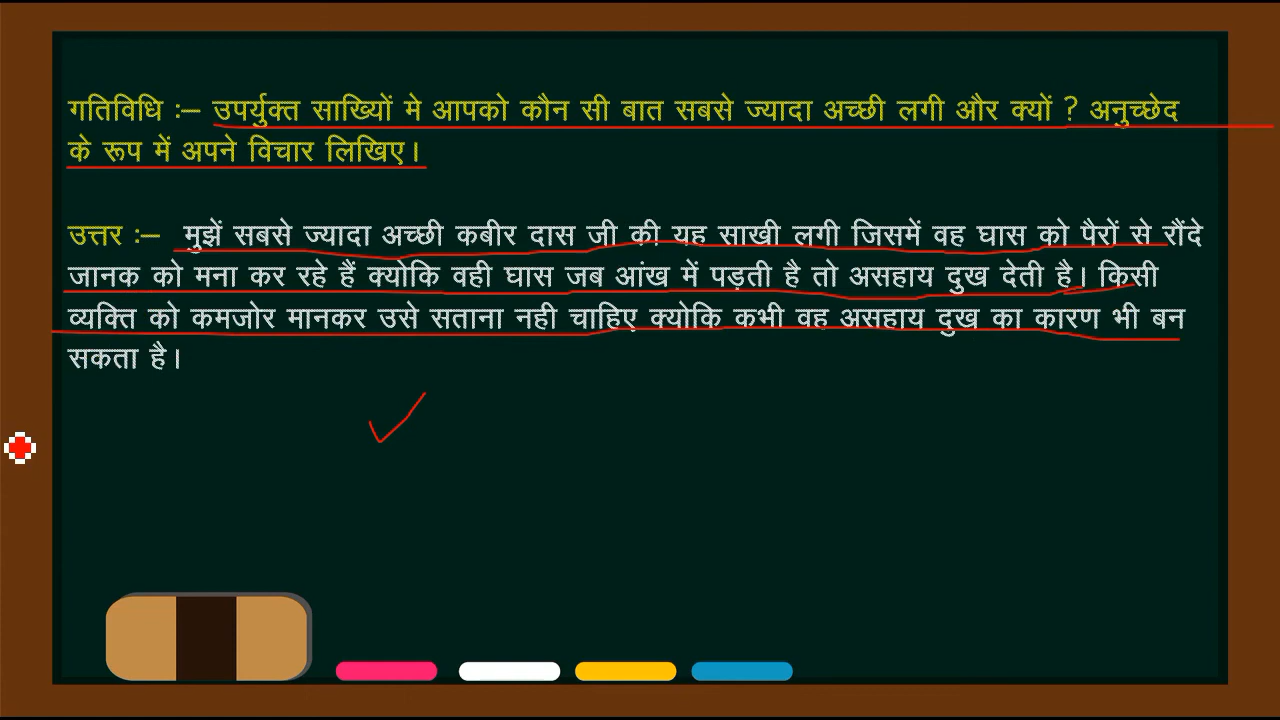 गतिविधि :– उपर्युक्त साख्यिों मे आपको कौन सी बात सबसे ज्यादा अच्छी लगी और क्यों ? अनुच्छेद
के रूप में अपने विचार लिखिए।
उत्तर :– मुझें सबसे ज्यादा अच्छी कबीर दास जी की यह साखी लगी जिसमें वह घास को पैरों से रौंदे
जानक को मना कर रहे हैं क्योकि वही घास जब आंख में पड़ती है तो असहाय दुख देती है। किसी
व्यक्ति को कमजोर मानकर उसे सताना नही चाहिए क्योकि कभी वह असहाय दुख का कारण भी बन
सकता है।